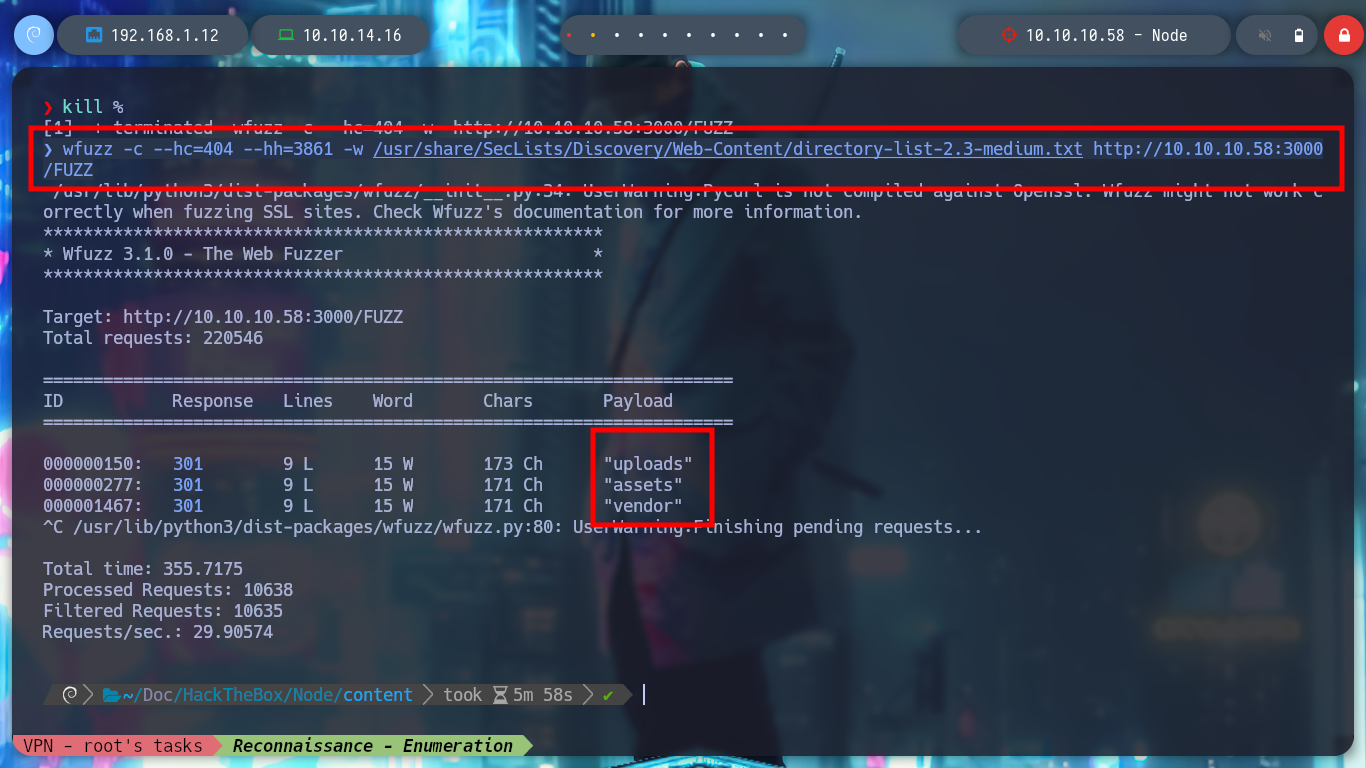 192.168.1.12
10.10.14.16
10.10.10.58 - Node
❯ kill %
[1] + terminated wfuzz -c --hc=404 -w http://10.10.10.58:3000/FUZZ
❯ wfuzz -c --hc=404 --hh=3861 -w /usr/share/SecLists/Discovery/Web-Content/directory-list-2.3-medium.txt http://10.10.10.58:3000
/FUZZ
/usr/lib/python3/dist-packages/wfuzz/__init__.py:34: UserWarning:Pycurl is not compiled against Openssl. Wfuzz might not work c
orrectly when fuzzing SSL sites. Check Wfuzz's documentation for more information.
********************************************************
* Wfuzz 3.1.0 - The Web Fuzzer                         *
********************************************************
Target: http://10.10.10.58:3000/FUZZ
Total requests: 220546
=====================================================================
ID           Response   Lines    Word       Chars       Payload
=====================================================================
000000150:   301        9 L      15 W       173 Ch      "uploads"
000000277:   301        9 L      15 W       171 Ch      "assets"
000001467:   301        9 L      15 W       171 Ch      "vendor"
^C /usr/lib/python3/dist-packages/wfuzz/wfuzz.py:80: UserWarning:Finishing pending requests...
Total time: 355.7175
Processed Requests: 10638
Filtered Requests: 10635
Requests/sec.: 29.90574
~/Doc/HackTheBox/Node/content took 5m 58s ✔
VPN - root's tasks Reconnaissance - Enumeration